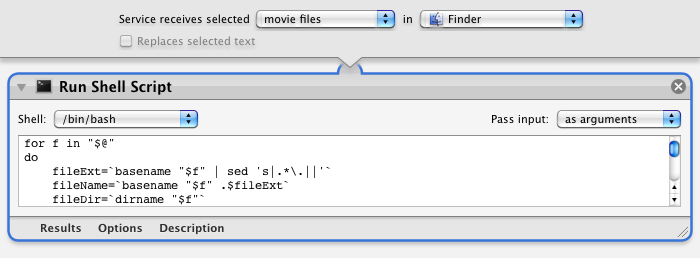 Service receives selected movie files in Finder
Replaces selected text
Run Shell Script
Shell: /bin/bash Pass input: as arguments
for f in "$@"
do
    fileExt=`basename "$f" | sed 's|.*\.||'`
    fileName=`basename "$f" .$fileExt`
    fileDir=`dirname "$f"`
Results Options Description